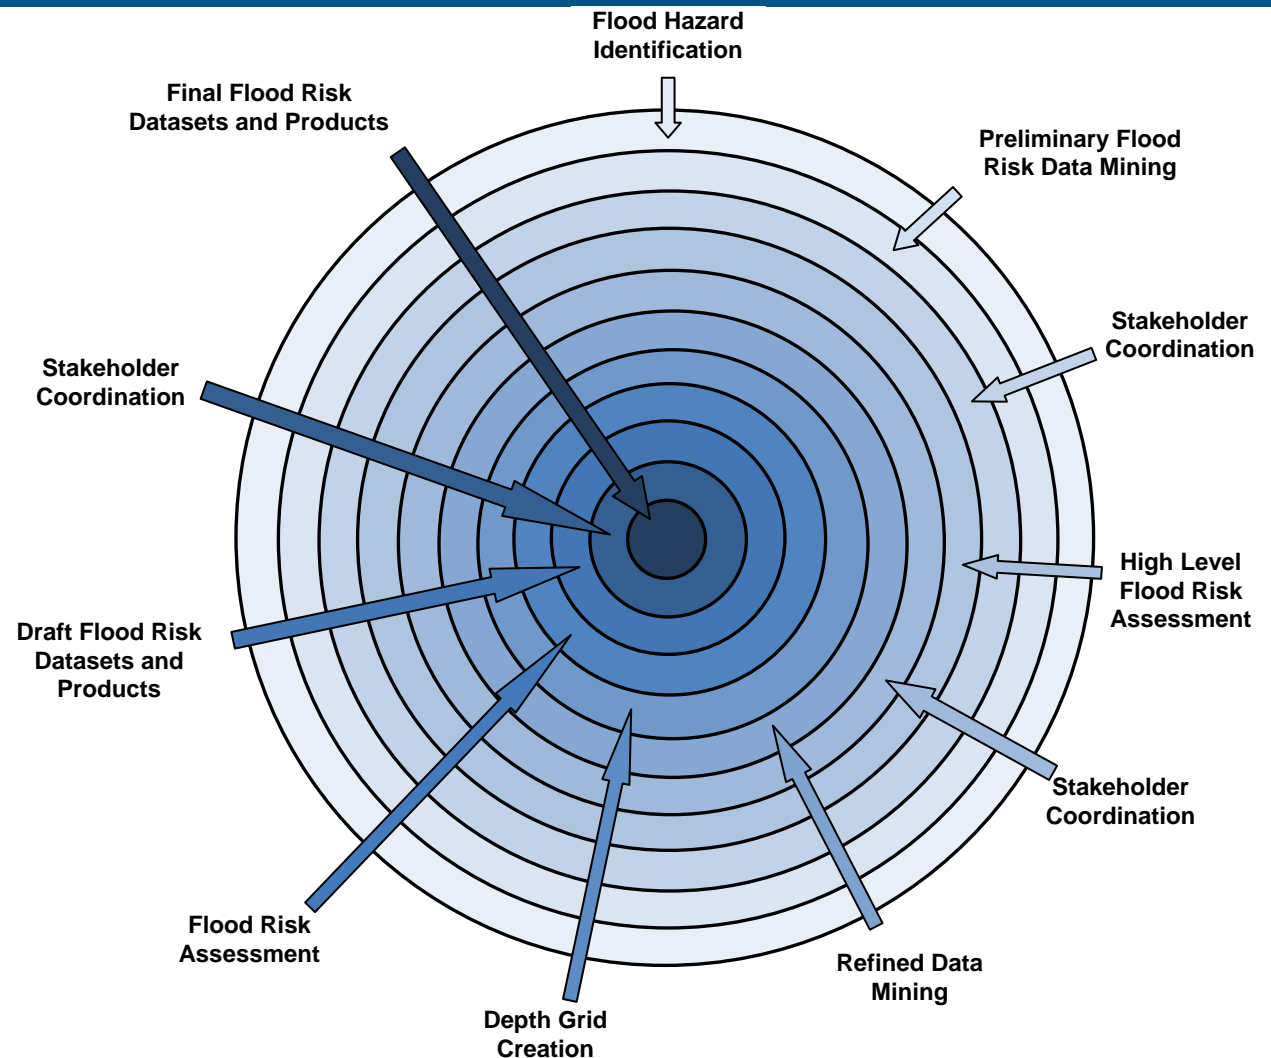 Flood Hazard
Identification
Preliminary Flood
Risk Data Mining
Stakeholder
Coordination
High Level
Flood Risk
Assessment
Stakeholder
Coordination
Refined Data
Mining
Depth Grid
Creation
Flood Risk
Assessment
Draft Flood Risk
Datasets and
Products
Stakeholder
Coordination
Final Flood Risk
Datasets and Products